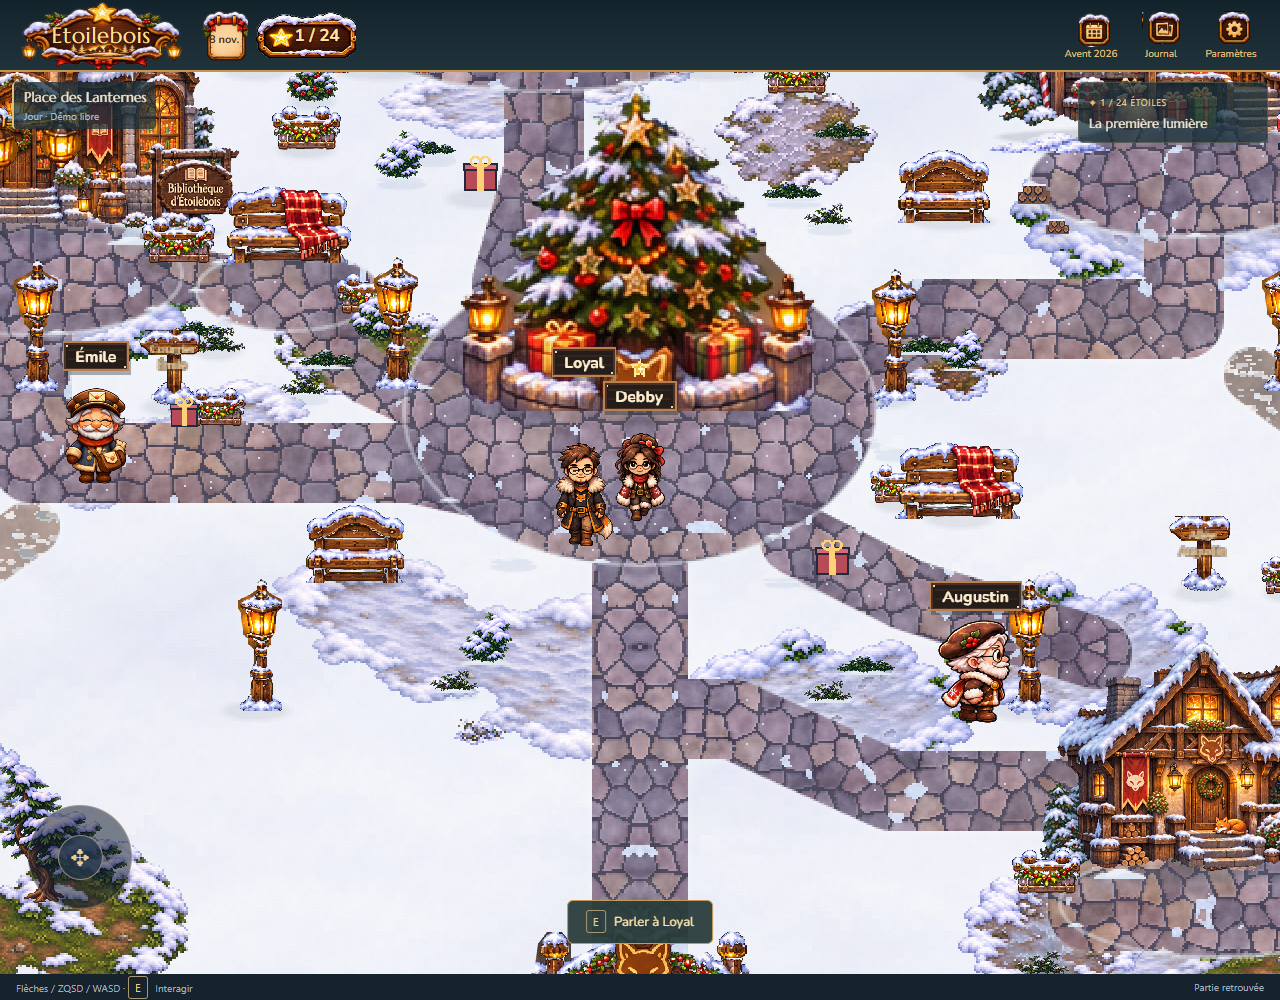 Étoilebois
8 nov.
1 / 24
Avent 2026
Journal
Paramètres
Place des Lanternes
Jour · Démo libre
✦ 1 / 24 ÉTOILES
La première lumière
Bibliothèque
d'Étoilebois
Émile
Loyal
Debby
Augustin
E Parler à Loyal
Flèches / ZQSD / WASD · E Interagir
Partie retrouvée